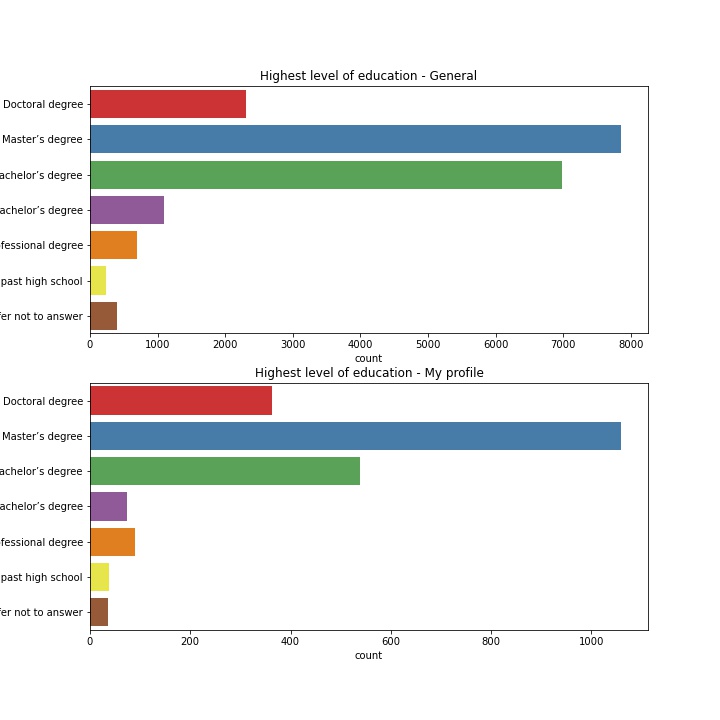 Highest level of education - General
Doctoral degree
Master’s degree
achelor’s degree
achelor’s degree
fessional degree
past high school
fer not to answer
0 1000 2000 3000 4000 5000 6000 7000 8000
count
Highest level of education - My profile
Doctoral degree
Master’s degree
achelor’s degree
achelor’s degree
fessional degree
past high school
fer not to answer
0 200 400 600 800 1000
count